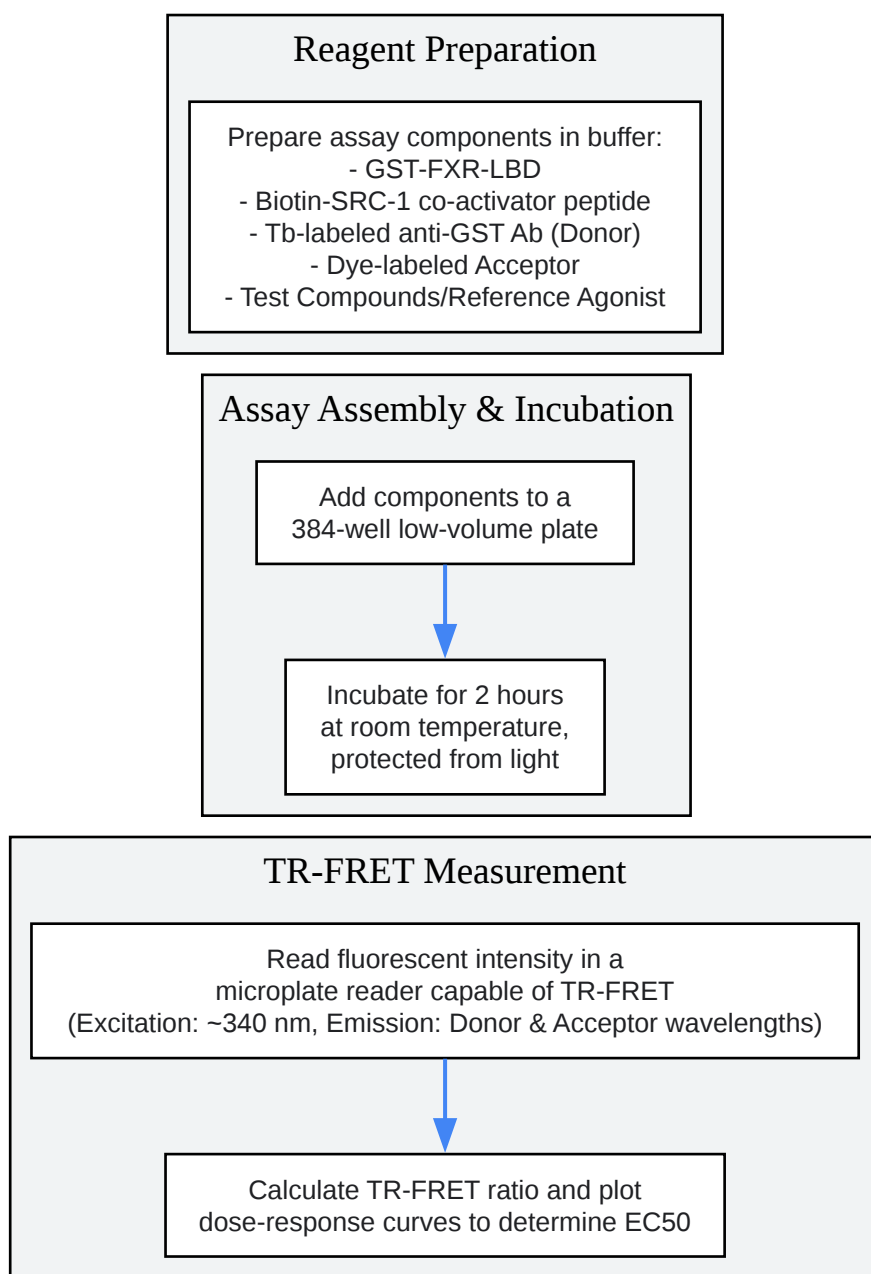 Reagent Preparation
Prepare assay components in buffer:
- GST-FXR-LBD
- Biotin-SRC-1 co-activator peptide
- Tb-labeled anti-GST Ab (Donor)
- Dye-labeled Acceptor
- Test Compounds/Reference Agonist
Assay Assembly & Incubation
Add components to a
384-well low-volume plate
Incubate for 2 hours
at room temperature,
protected from light
TR-FRET Measurement
Read fluorescent intensity in a
microplate reader capable of TR-FRET
(Excitation: ~340 nm, Emission: Donor & Acceptor wavelengths)
Calculate TR-FRET ratio and plot
dose-response curves to determine EC50